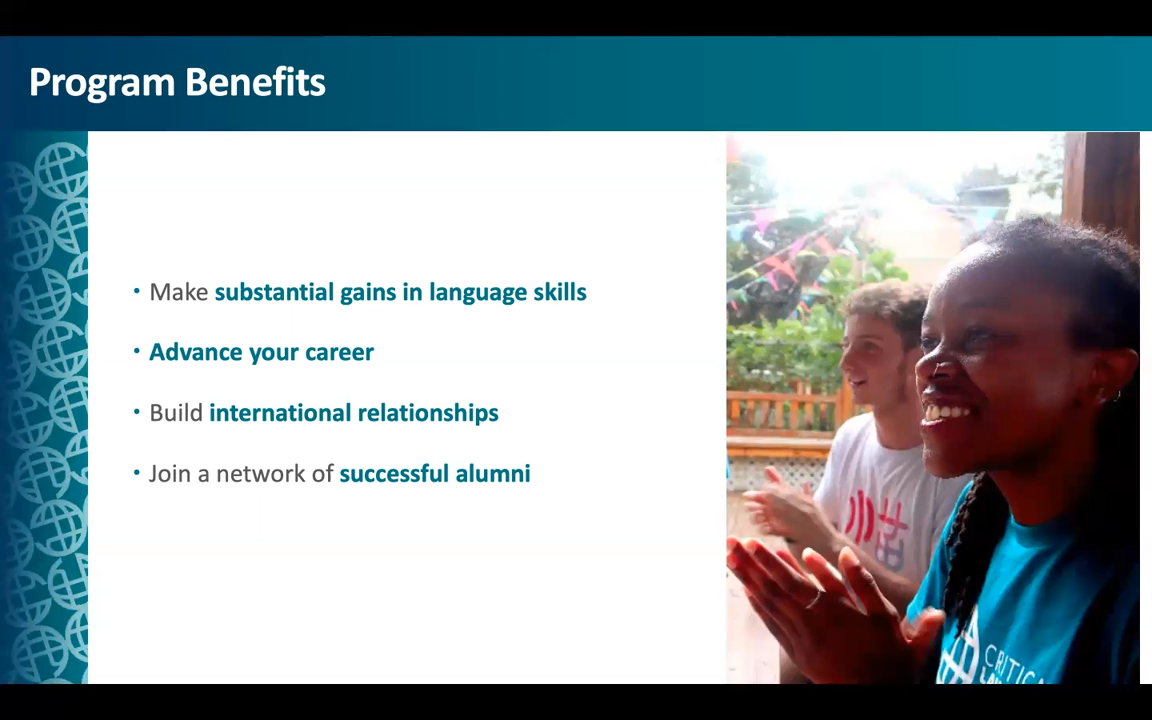 Program Benefits
• Make substantial gains in language skills
• Advance your career
• Build international relationships
• Join a network of successful alumni